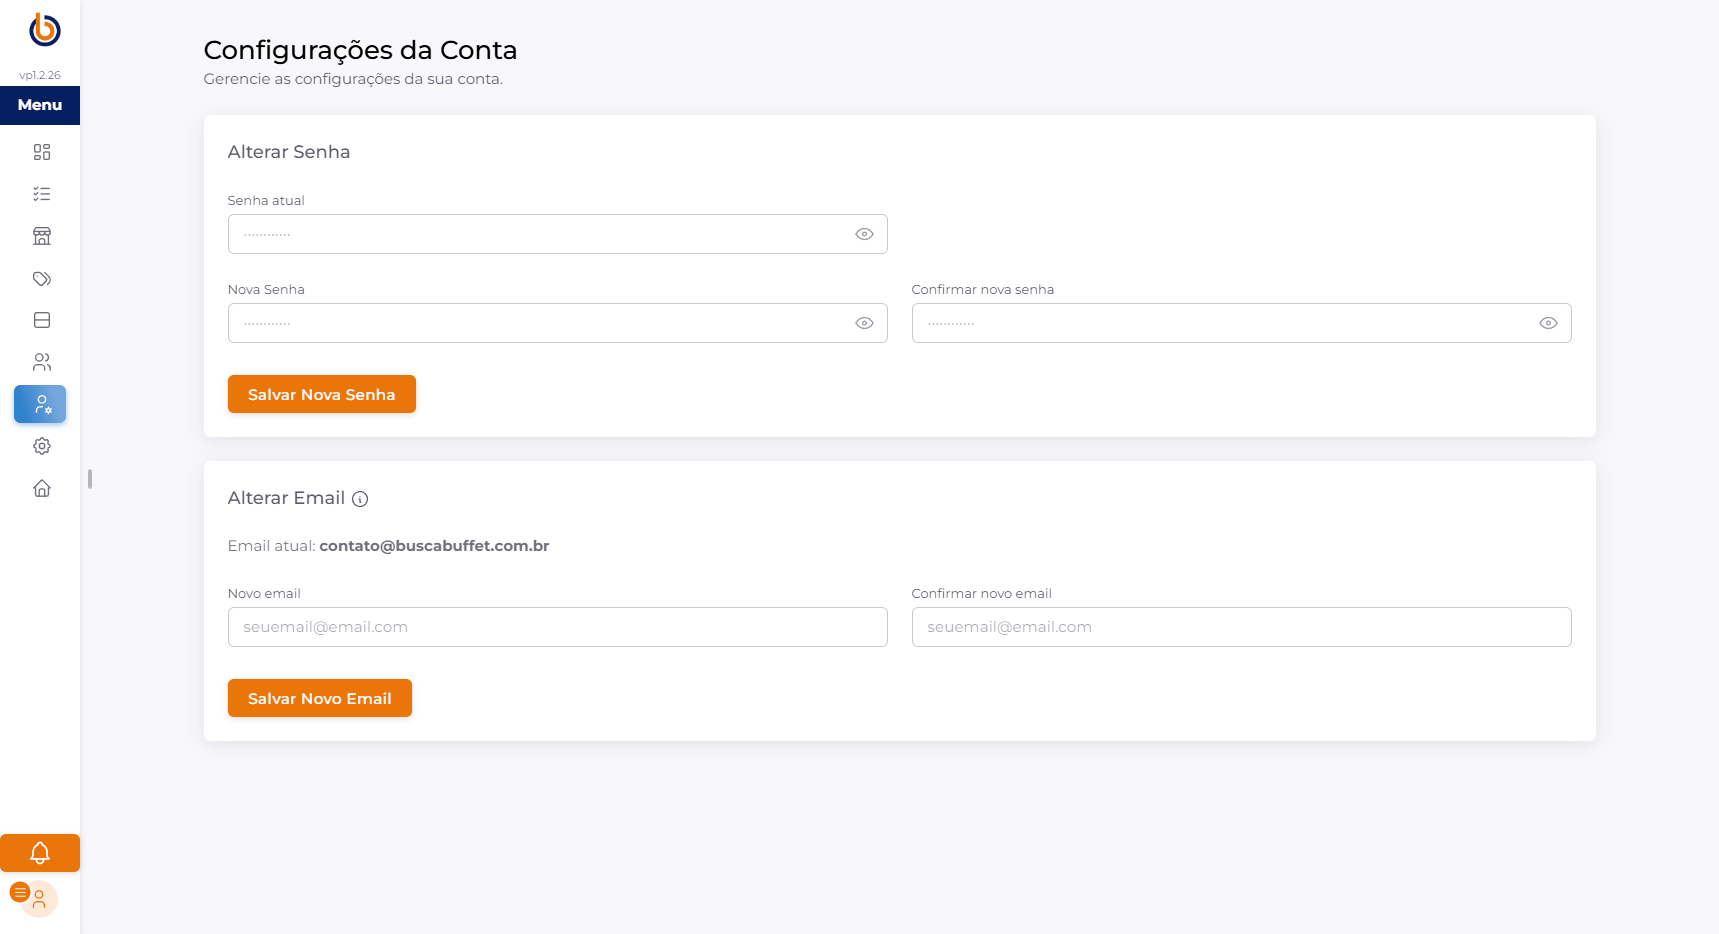 vp1.2.26
Menu
Configurações da Conta
Gerencie as configurações da sua conta.
Alterar Senha
Senha atual
............
Nova Senha
............
Confirmar nova senha
............
Salvar Nova Senha
Alterar Email
Email atual: contato@buscabuffet.com.br
Novo email
seuemail@email.com
Confirmar novo email
seuemail@email.com
Salvar Novo Email